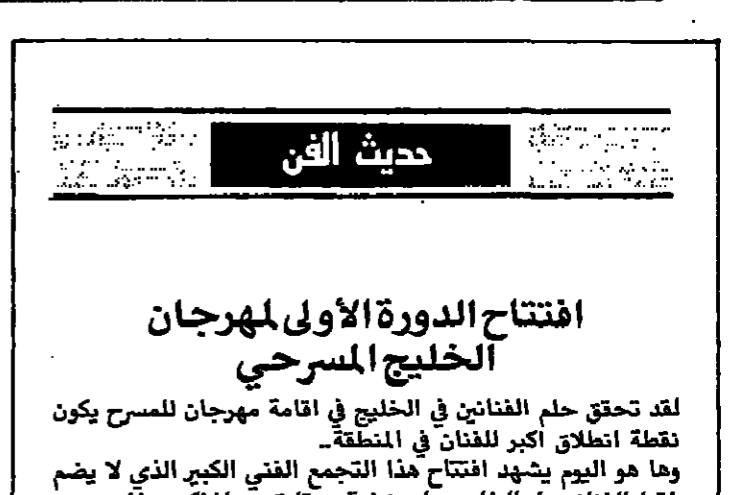 حديث الفن
افتتاح الدورة الأولى لمهرجان
الخليج المسرحي
لقد تحقق حلم الفنانين في الخليج في اقامة مهرجان للمسرح يكون
نقطة انطلاق اكبر للفنان في المنطقة..
وها هو اليوم يشهد افتتاح هذا التجمع الفني الكبير الذي لا يضم